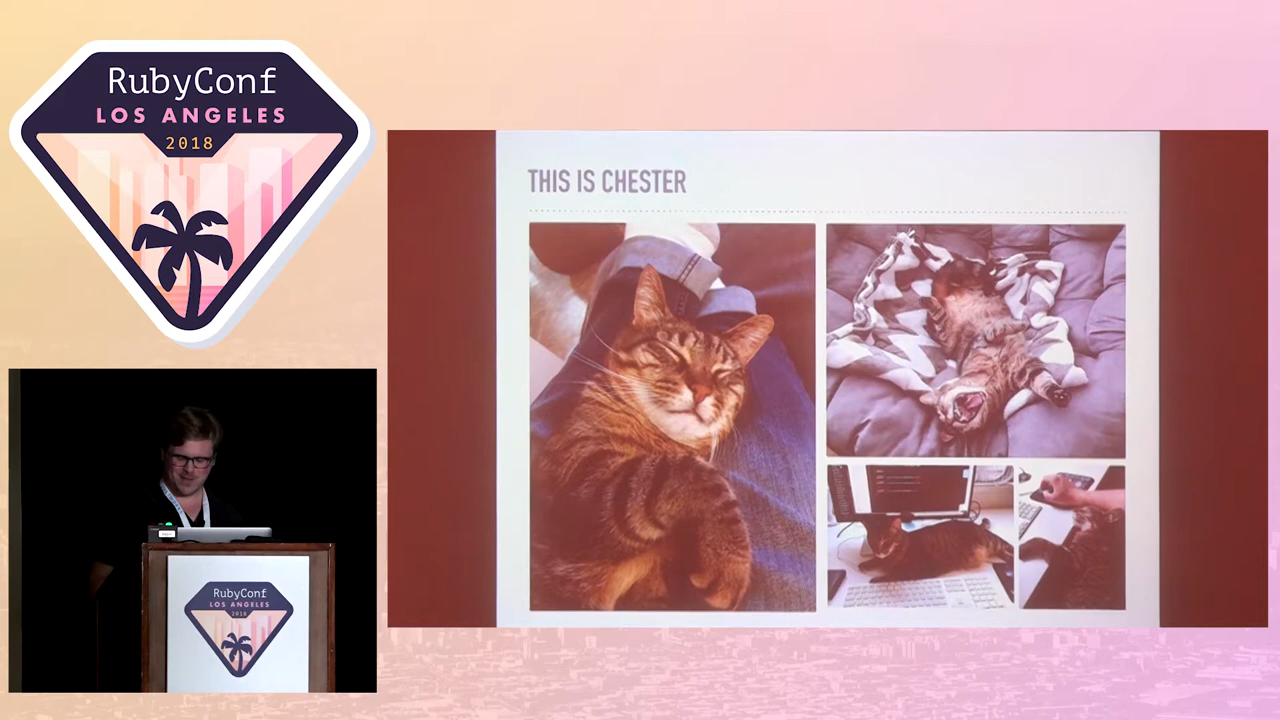 RubyConf
LOS ANGELES
2018
THIS IS CHESTER
RubyConf
LOS ANGELES
2018